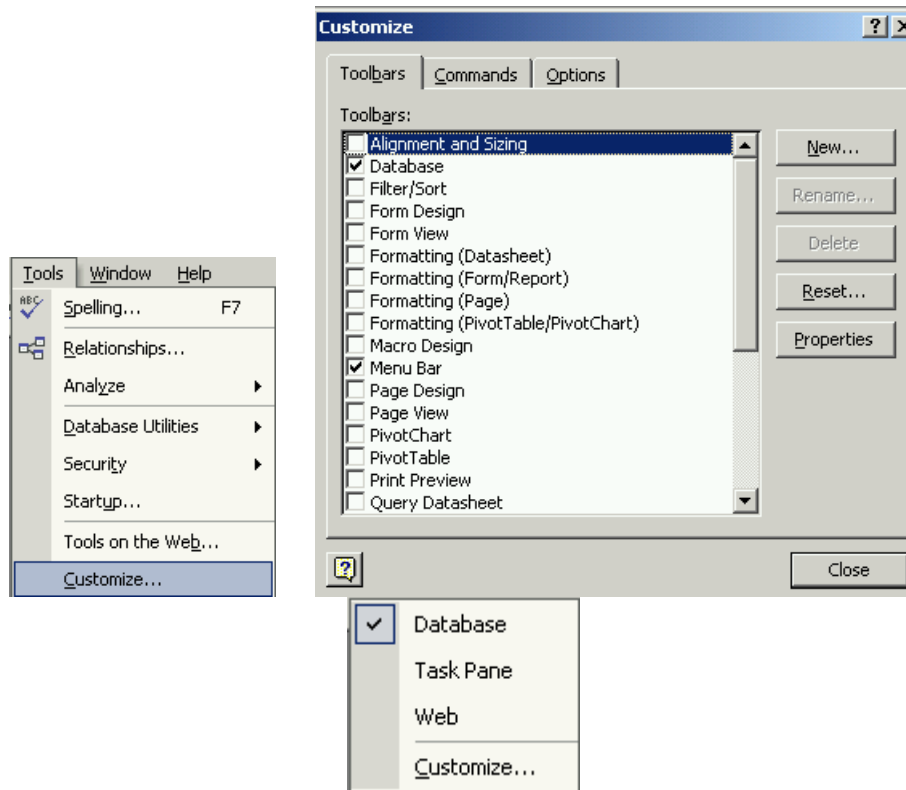 Customize
Toolbars Commands Options
Toolbars:
Alignment and Sizing
Database
Filter/Sort
Form Design
Form View
Formatting (Datasheet)
Formatting (Form/Report)
Formatting (Page)
Formatting (PivotTable/PivotChart)
Macro Design
Menu Bar
Page Design
Page View
PivotChart
PivotTable
Print Preview
Query Datasheet
New...
Rename...
Delete
Reset...
Properties
Close
Tools Window Help
ABC
Spelling... F7
Relationships...
Analyze
Database Utilities
Security
Startup...
Tools on the Web...
Customize...
Database
Task Pane
Web
Customize...